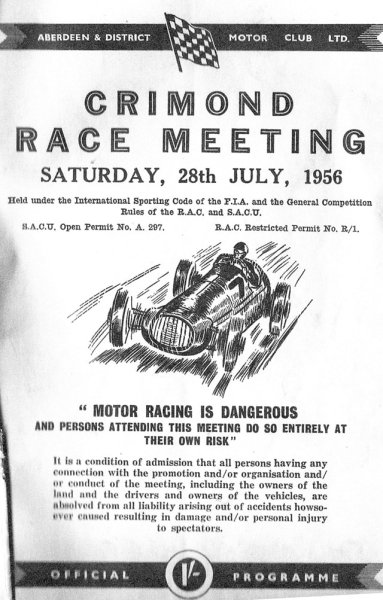 ABERDEEN & DISTRICT MOTOR CLUB LTD.
CRIMOND
RACE MEETING
SATURDAY, 28th JULY, 1956
Held under the International Sporting Code of the F.I.A. and the General Competition
Rules of the R.A.C. and S.A.C.U.
S.A.C.U. Open Permit No. A. 297. R.A.C. Restricted Permit No. R/1.
7
" MOTOR RACING IS DANGEROUS
AND PERSONS ATTENDING THIS MEETING DO SO ENTIRELY AT
THEIR OWN RISK"
It is a condition of admission that all persons having any
connection with the promotion and/or organisation and/
or conduct of the meeting, including the owners of the
land and the drivers and owners of the vehicles, are
absolved from all liability arising out of accidents howso-
ever caused resulting in damage and/or personal injury
to spectators.
OFFICIAL 1/- PROGRAMME